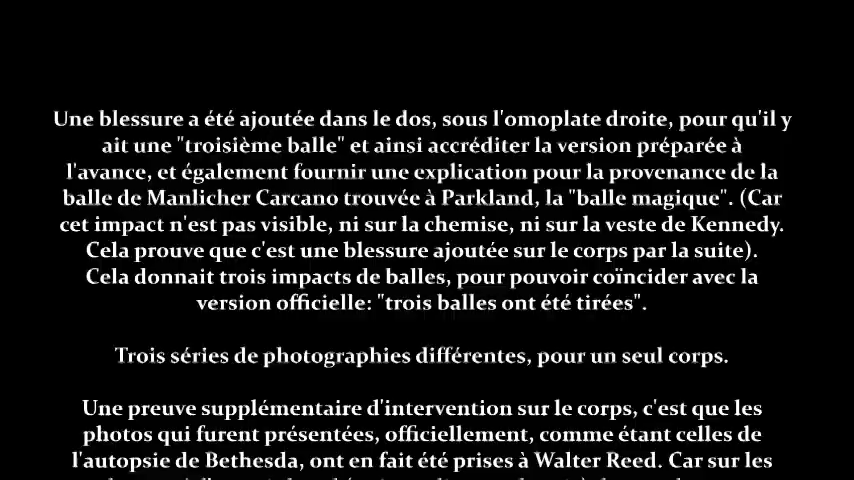 Une blessure a été ajoutée dans le dos, sous l'omoplate droite, pour qu'il y
ait une "troisième balle" et ainsi accréditer la version préparée à
l'avance, et également fournir une explication pour la provenance de la
balle de Manlicher Carcano trouvée à Parkland, la "balle magique". (Car
cet impact n'est pas visible, ni sur la chemise, ni sur la veste de Kennedy.
Cela prouve que c'est une blessure ajoutée sur le corps par la suite).
Cela donnait trois impacts de balles, pour pouvoir coïncider avec la
version officielle: "trois balles ont été tirées".
Trois séries de photographies différentes, pour un seul corps.
Une preuve supplémentaire d'intervention sur le corps, c'est que les
photos qui furent présentées, officiellement, comme étant celles de
l'autopsie de Bethesda, ont en fait été prises à Walter Reed. Car sur les